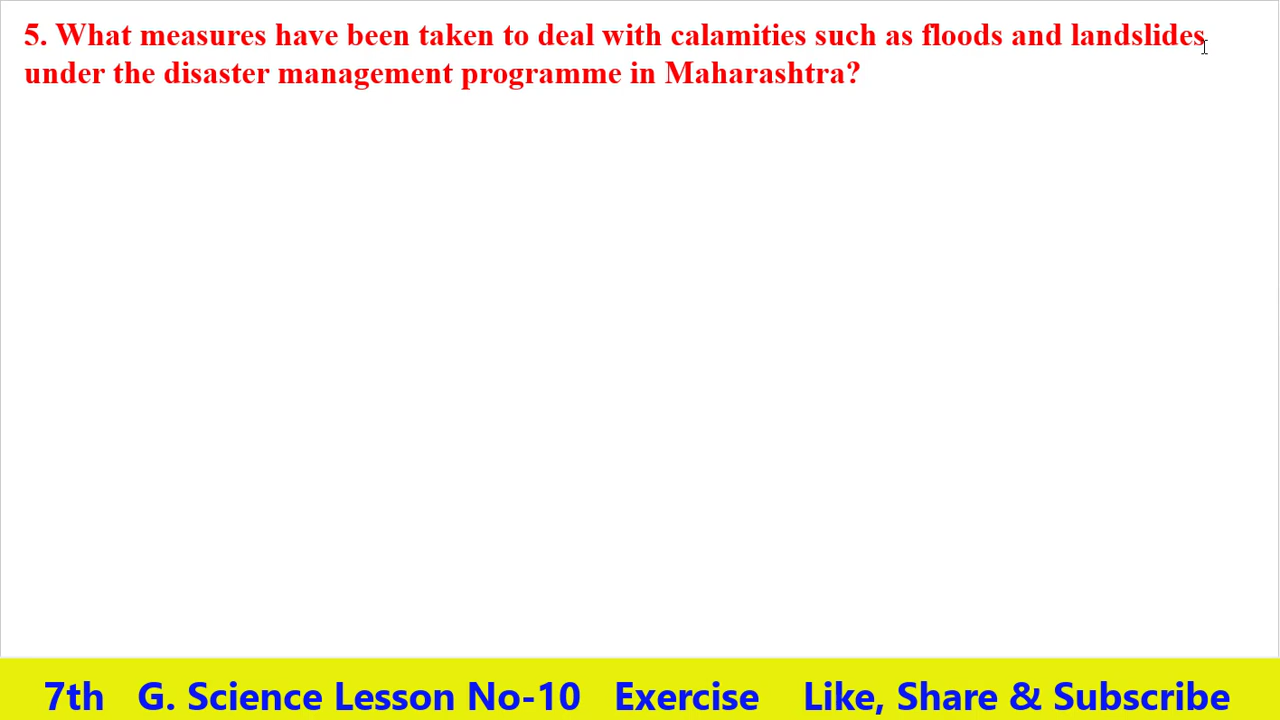 5. What measures have been taken to deal with calamities such as floods and landslides
under the disaster management programme in Maharashtra?
7th G. Science Lesson No-10 Exercise Like, Share & Subscribe